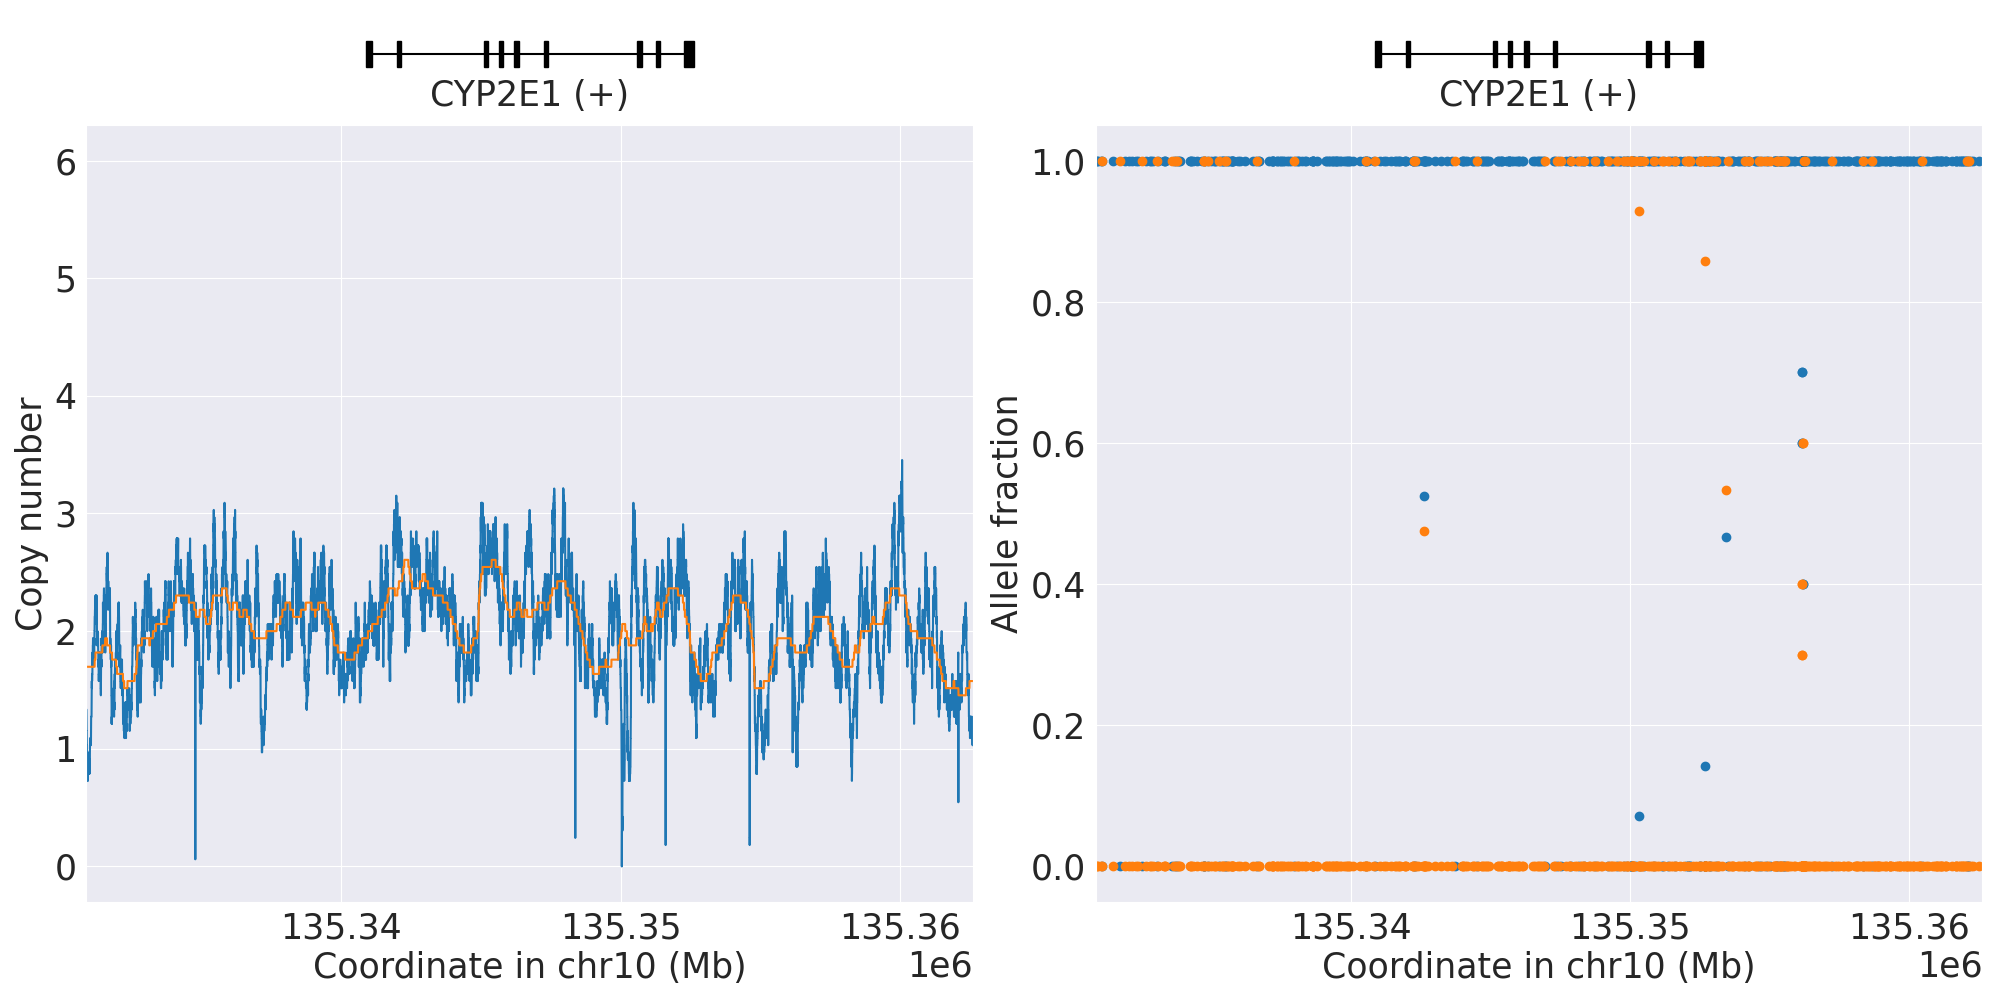 CYP2E1 (+)
6
5
4
3
2
1
0
Copy number
135.34 135.35 135.36
Coordinate in chr10 (Mb)
1e6
CYP2E1 (+)
1.0
0.8
0.6
0.4
0.2
0.0
Allele fraction
135.34 135.35 135.36
Coordinate in chr10 (Mb)
1e6